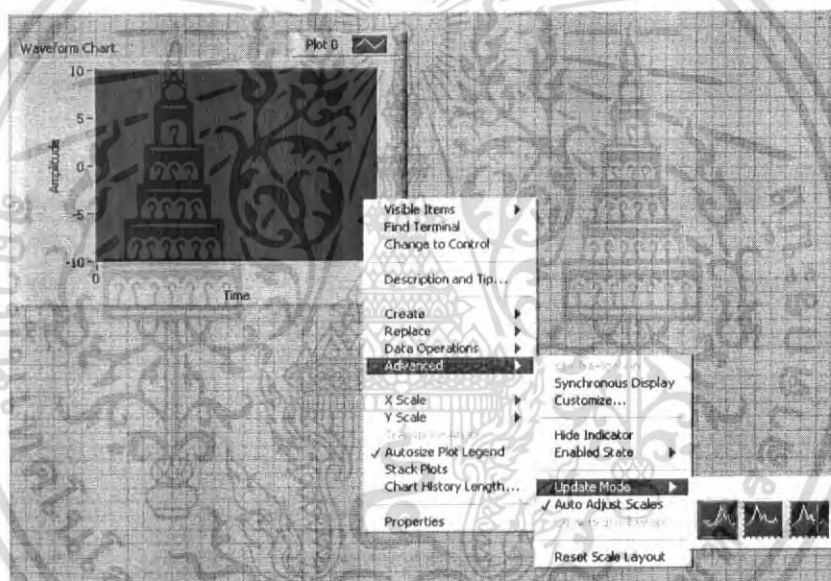 Waveform Chart
Plot 0
10
5
0
-5
-10
Amplitude
0
Time
Visible Items
Find Terminal
Change to Control
Description and Tip...
Create
Replace
Data Operations
Advanced
X Scale
Y Scale
Autosize Plot Legend
Stack Plots
Chart History Length...
Properties
Synchronous Display
Customize...
Hide Indicator
Enabled State
Update Mode
Auto Adjust Scales
Reset Scale Layout